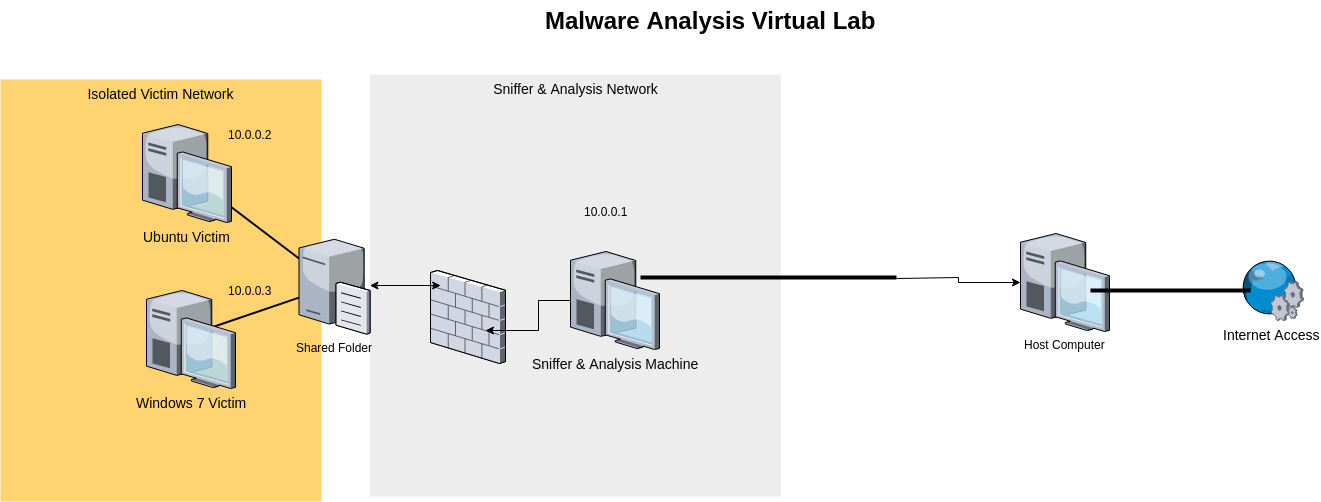 Malware Analysis Virtual Lab
Isolated Victim Network
Sniffer & Analysis Network
10.0.0.2
Ubuntu Victim
10.0.0.1
10.0.0.3
Shared Folder
Sniffer & Analysis Machine
Host Computer
Internet Access
Windows 7 Victim